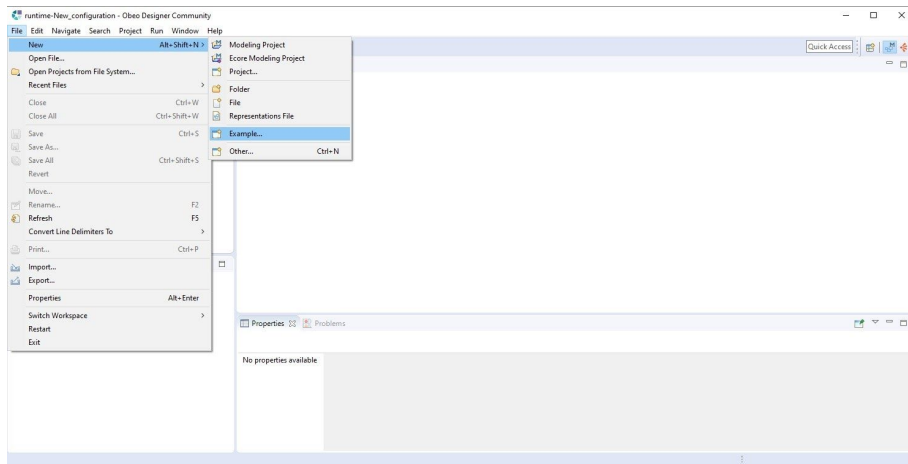 runtime-New_configuration - Obeo Designer Community
File Edit Navigate Search Project Run Window Help
New Alt+Shift+N >
Open File...
Open Projects from File System...
Recent Files >
Close Ctrl+W
Close All Ctrl+Shift+W
Save Ctrl+S
Save As...
Save All Ctrl+Shift+S
Revert
Move...
Rename... F2
Refresh F5
Convert Line Delimiters To >
Print... Ctrl+P
Import...
Export...
Properties Alt+Enter
Switch Workspace >
Restart
Exit
Modeling Project
Ecore Modeling Project
Project...
Folder
File
Representations File
Example...
Other... Ctrl+N
Quick Access
Properties Problems
No properties available